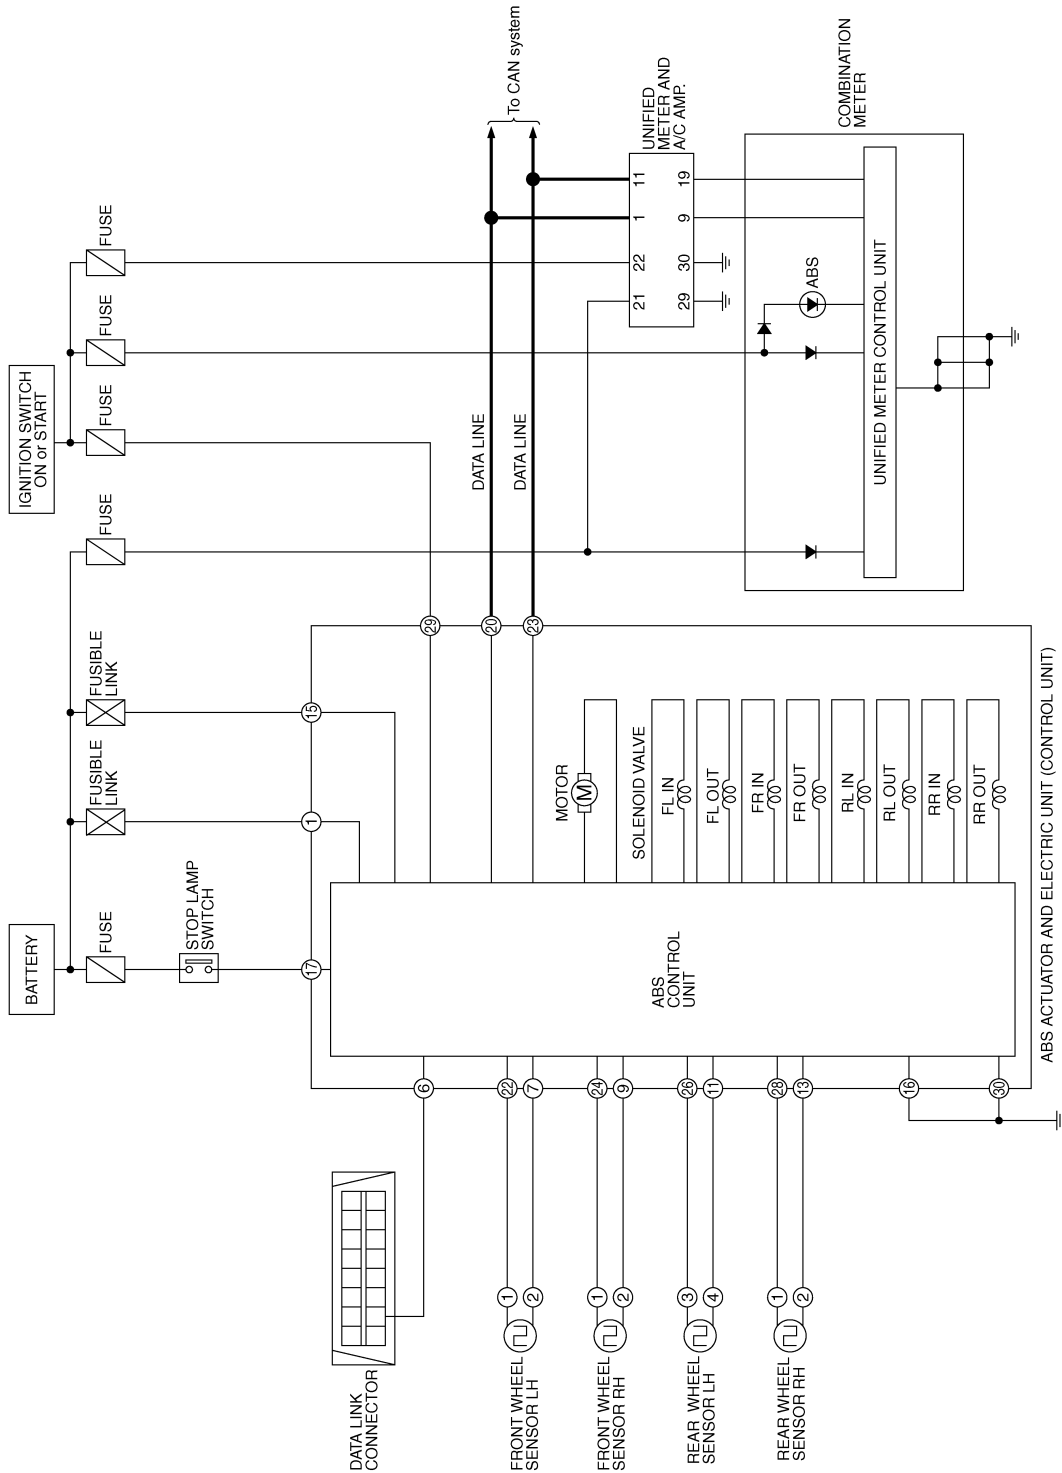 BATTERY
IGNITION SWITCH
ON or START
FUSE
FUSIBLE
LINK
FUSIBLE
LINK
FUSE
FUSE
FUSE
FUSE
STOP LAMP
SWITCH
17
1
15
29
20
23
DATA LINE
DATA LINE
To CAN system
UNIFIED
METER AND
A/C AMP.
21
22
1
11
29
30
9
19
COMBINATION
METER
ABS
UNIFIED METER CONTROL UNIT
DATA LINK
CONNECTOR
6
FRONT WHEEL
SENSOR LH
1
2
22
7
FRONT WHEEL
SENSOR RH
1
2
24
9
REAR WHEEL
SENSOR LH
3
4
26
11
REAR WHEEL
SENSOR RH
1
2
28
13
16
30
ABS
CONTROL
UNIT
MOTOR
M
SOLENOID VALVE
FL IN
FL OUT
FR IN
FR OUT
RL IN
RL OUT
RR IN
RR OUT
ABS ACTUATOR AND ELECTRIC UNIT (CONTROL UNIT)